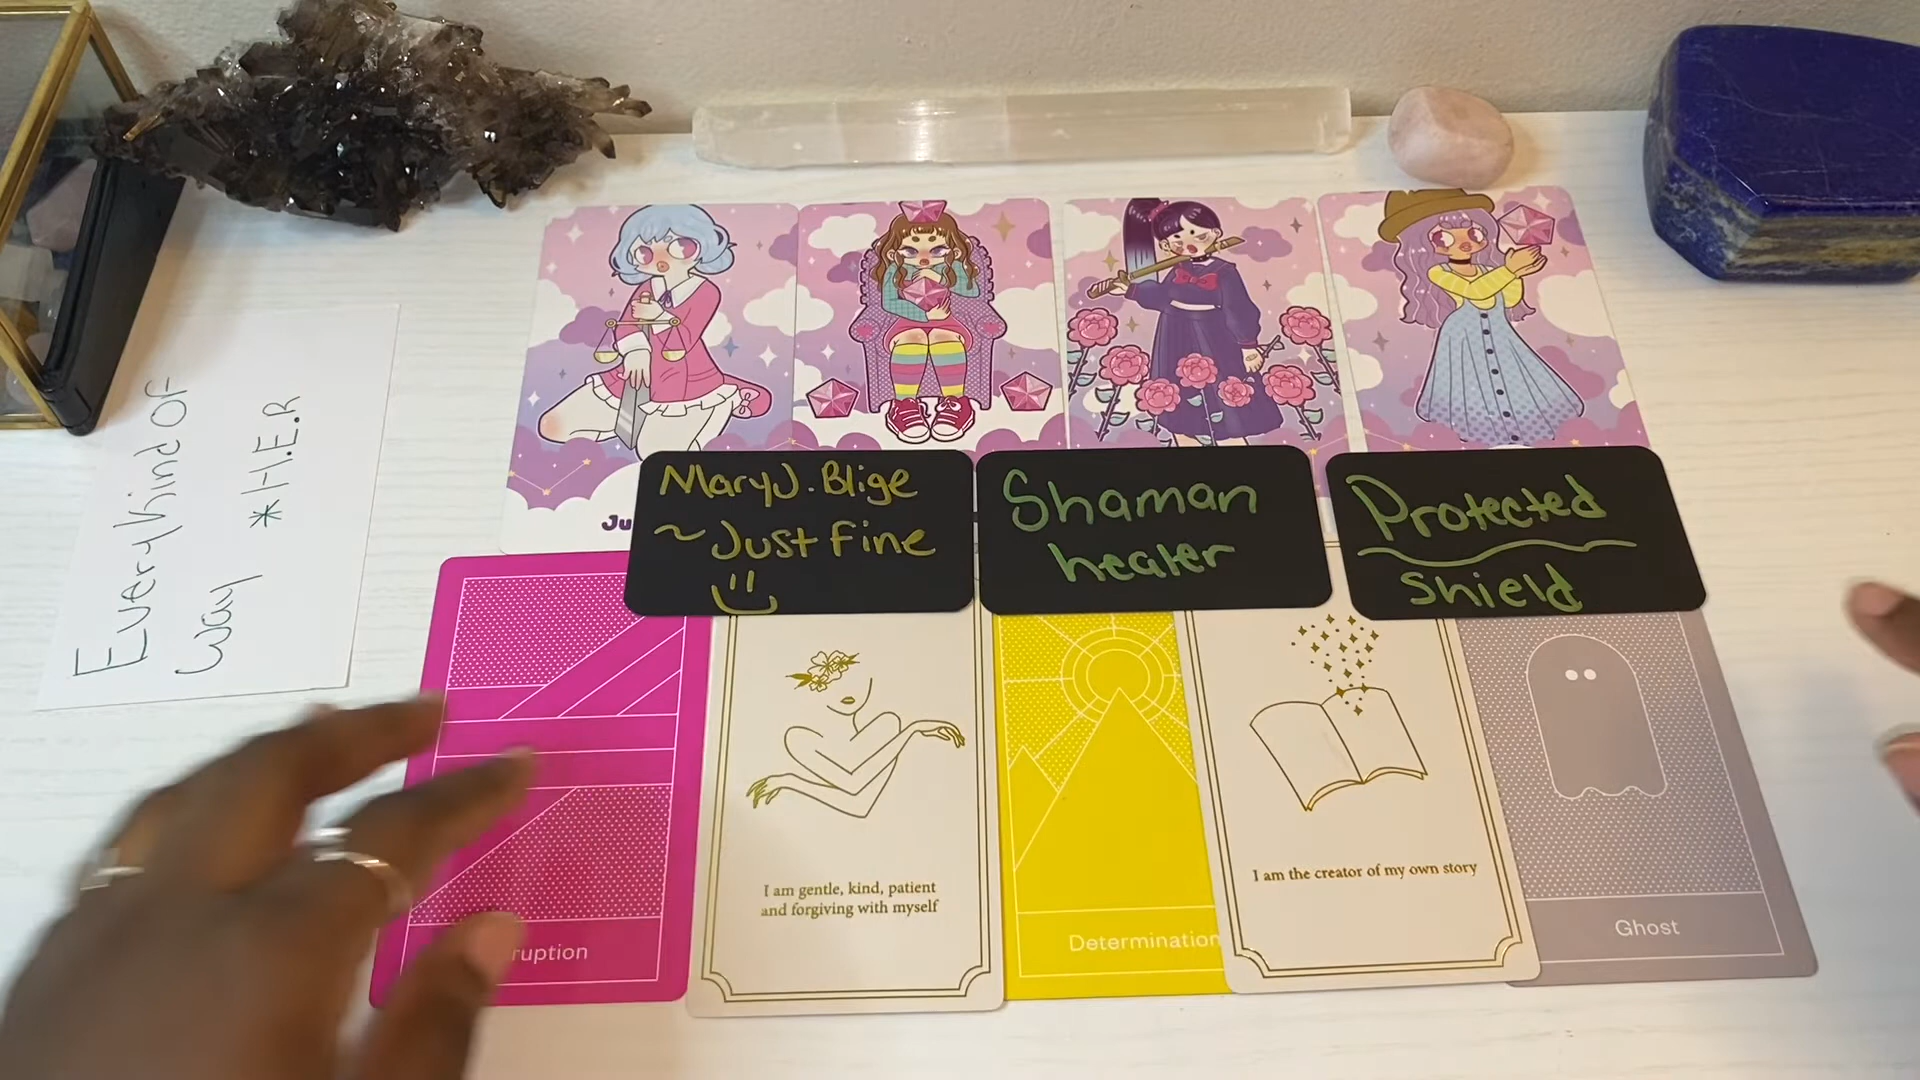 Every Kind OF
Way *H.E.R
Ju
Mary J. Blige
~Just Fine
Shaman
healer
Protected
Shield
ruption
I am gentle, kind, patient
and forgiving with myself
Determination
I am the creator of my own story
Ghost